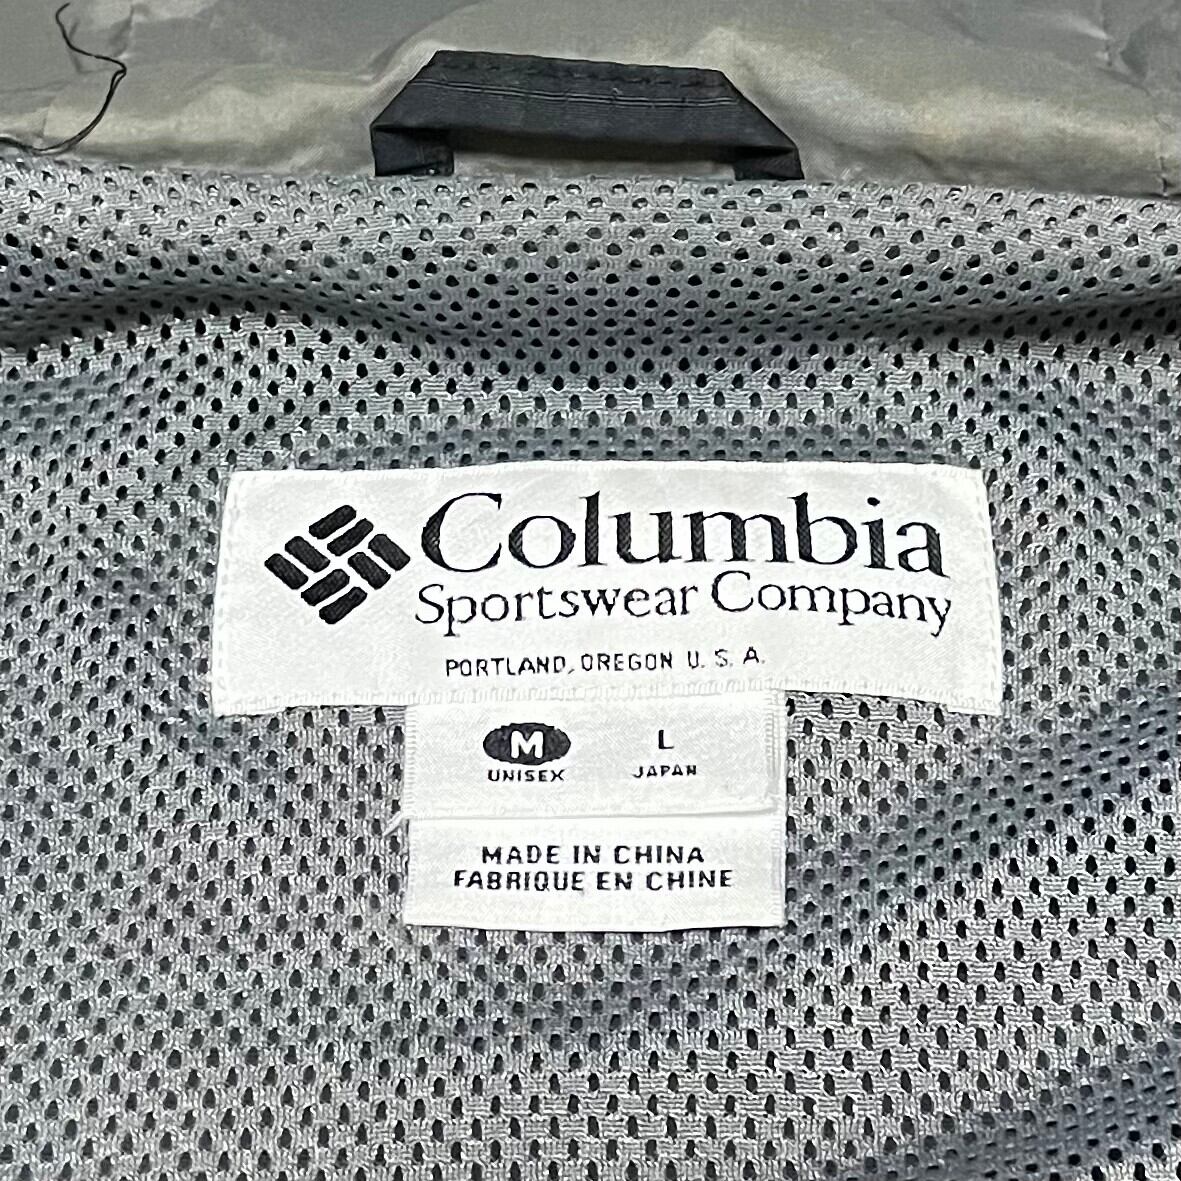 Columbia
Sportswear Company
PORTLAND, OREGON U. S. A.
M L
UNISEX JAPAN
MADE IN CHINA
FABRIQUE EN CHINE